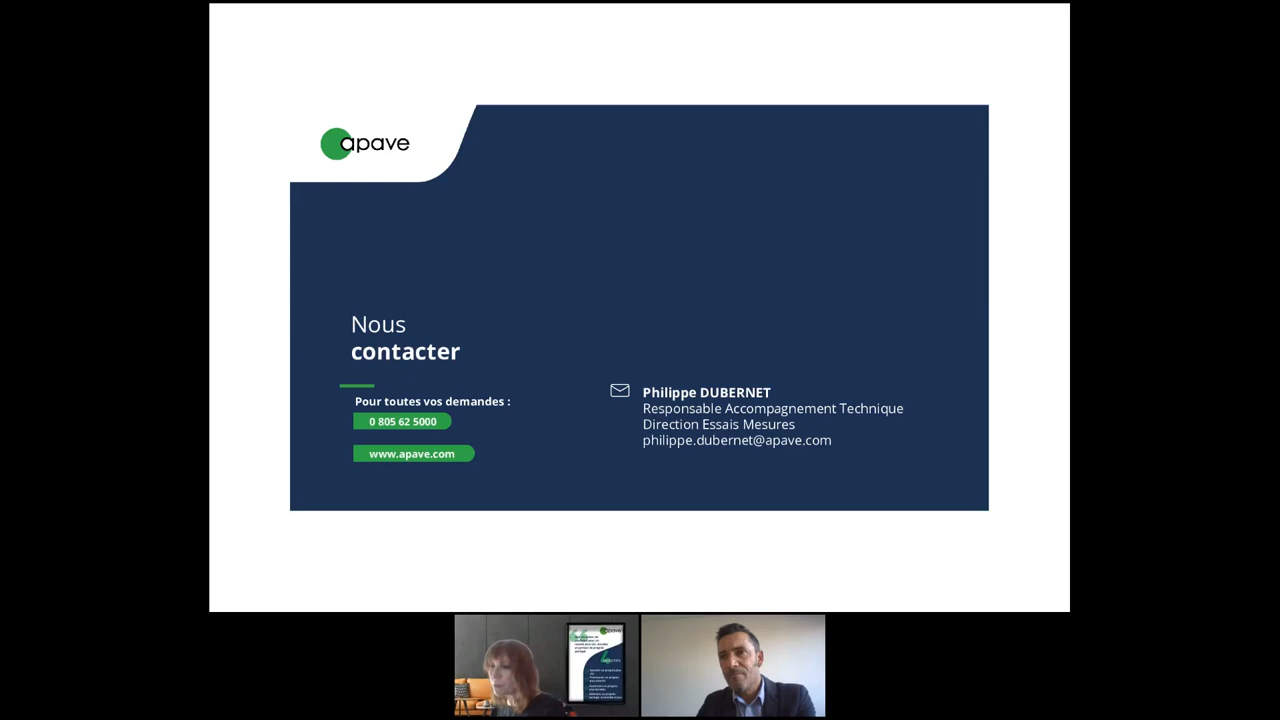 apave
Nous
contacter
Pour toutes vos demandes :
0 805 62 5000
www.apave.com
Philippe DUBERNET
Responsable Accompagnement Technique
Direction Essais Mesures
philippe.dubernet@apave.com
apave